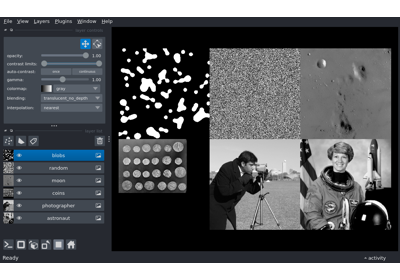 File View Layers Plugins Window Help
opacity: 1.00
contrast limits:
auto-contrast: once continuous
gamma: 1.00
colormap: gray
blending: translucent_no_depth
interpolation: nearest
blobs
random
moon
coins
photographer
astronaut
Ready activity